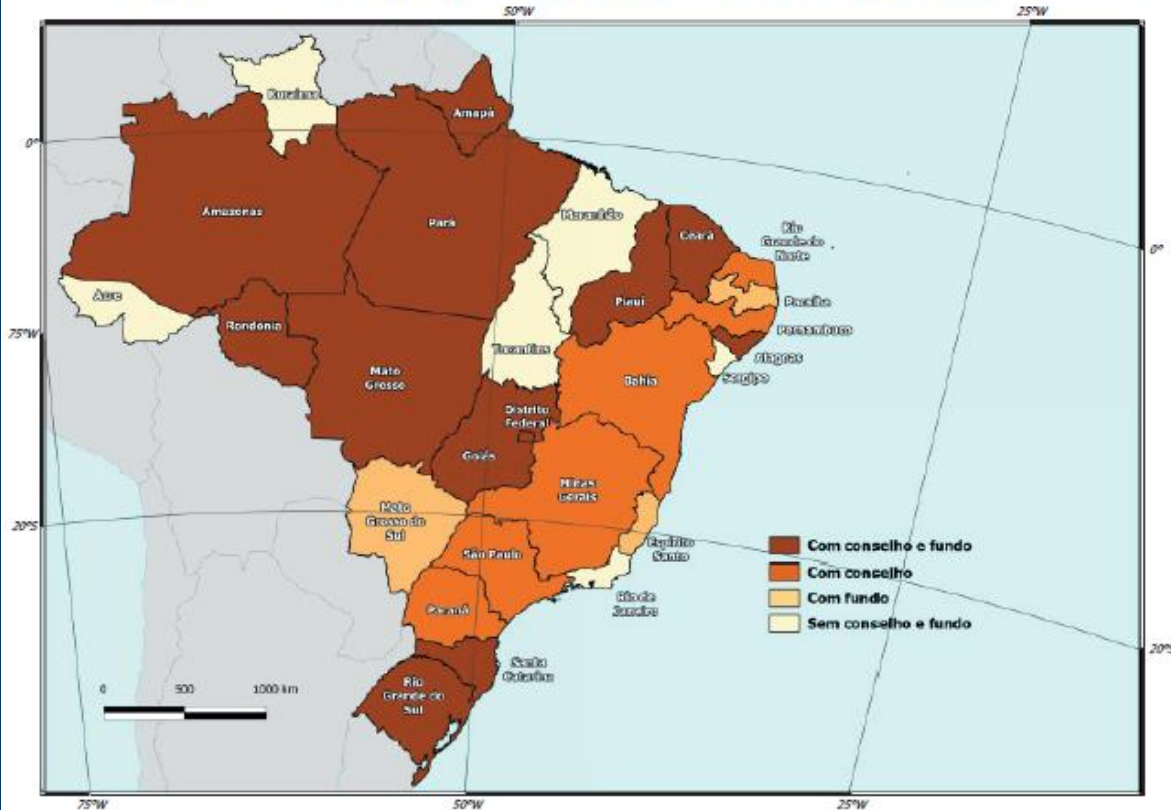 50°W
25°W
Roraima
Amapá
0°
Amazonas
Pará
Maranhão
Ceará
Rio
Grande do
Norte
0°
Acre
Rondônia
Piauí
Paraíba
75°W
Tocantins
Pernambuco
Mato
Grosso
Bahia
Alagoas
Sergipe
Distrito
Federal
Goiás
Minas
Gerais
20°S
Mato
Grosso do
Sul
São Paulo
Espírito
Santo
Com conselho e fundo
Com conselho
Com fundo
Sem conselho e fundo
Rio de
Janeiro
Paraná
20°S
Santa
Catarina
Rio
Grande do
Sul
0
500
1000 km
75°W
50°W
25°W